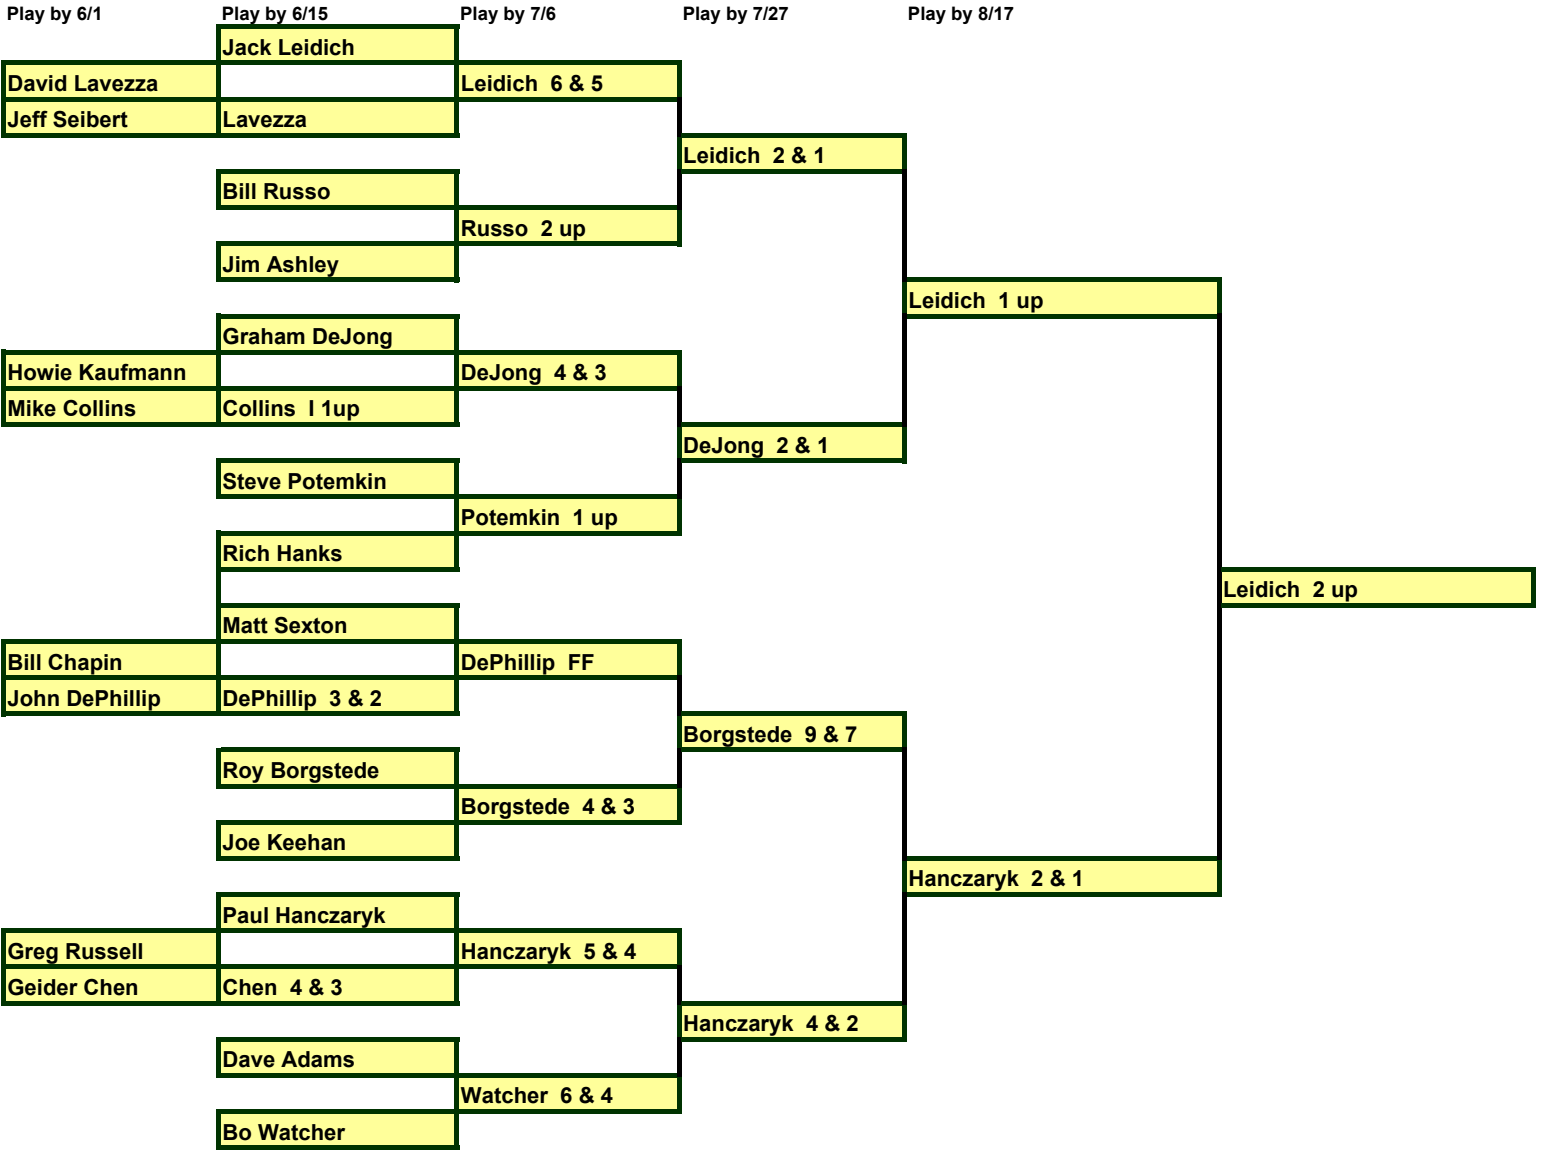 Play by 6/1 Play by 6/15 Play by 7/6 Play by 7/27 Play by 8/17
Jack Leidich
David Lavezza Leidich 6 & 5
Jeff Seibert Lavezza
Leidich 2 & 1
Bill Russo
Russo 2 up
Jim Ashley
Leidich 1 up
Graham DeJong
Howie Kaufmann DeJong 4 & 3
Mike Collins Collins I 1up
DeJong 2 & 1
Steve Potemkin
Potemkin 1 up
Rich Hanks
Leidich 2 up
Matt Sexton
Bill Chapin DePhillip FF
John DePhillip DePhillip 3 & 2
Borgstede 9 & 7
Roy Borgstede
Borgstede 4 & 3
Joe Keehan
Hanczaryk 2 & 1
Paul Hanczaryk
Greg Russell Hanczaryk 5 & 4
Geider Chen Chen 4 & 3
Hanczaryk 4 & 2
Dave Adams
Watcher 6 & 4
Bo Watcher